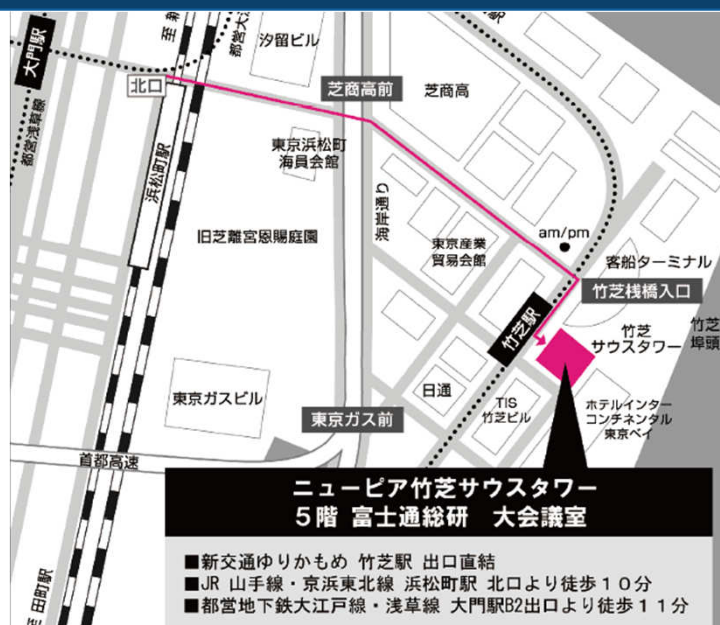 至 新
都営大江
駅
大門駅
汐留ビル
北口
芝商高前
芝商高
都営浅草線
浜松町駅
東京浜松町
海員会館
海岸通り
旧芝離宮恩賜庭園
東京産業
貿易会館
am/pm
客船ターミナル
竹芝桟橋入口
竹芝駅
竹芝
サウスタワー
竹芝
埠頭
東京ガスビル
日通
TIS
竹芝ビル
ホテルインター
コンチネンタル
東京ベイ
東京ガス前
首都高速
ニューピア竹芝サウスタワー
5階 富士通総研 大会議室
■新交通ゆりかもめ 竹芝駅 出口直結
■JR 山手線・京浜東北線 浜松町駅 北口より徒歩10分
■都営地下鉄大江戸線・浅草線 大門駅B2出口より徒歩11分
田町駅